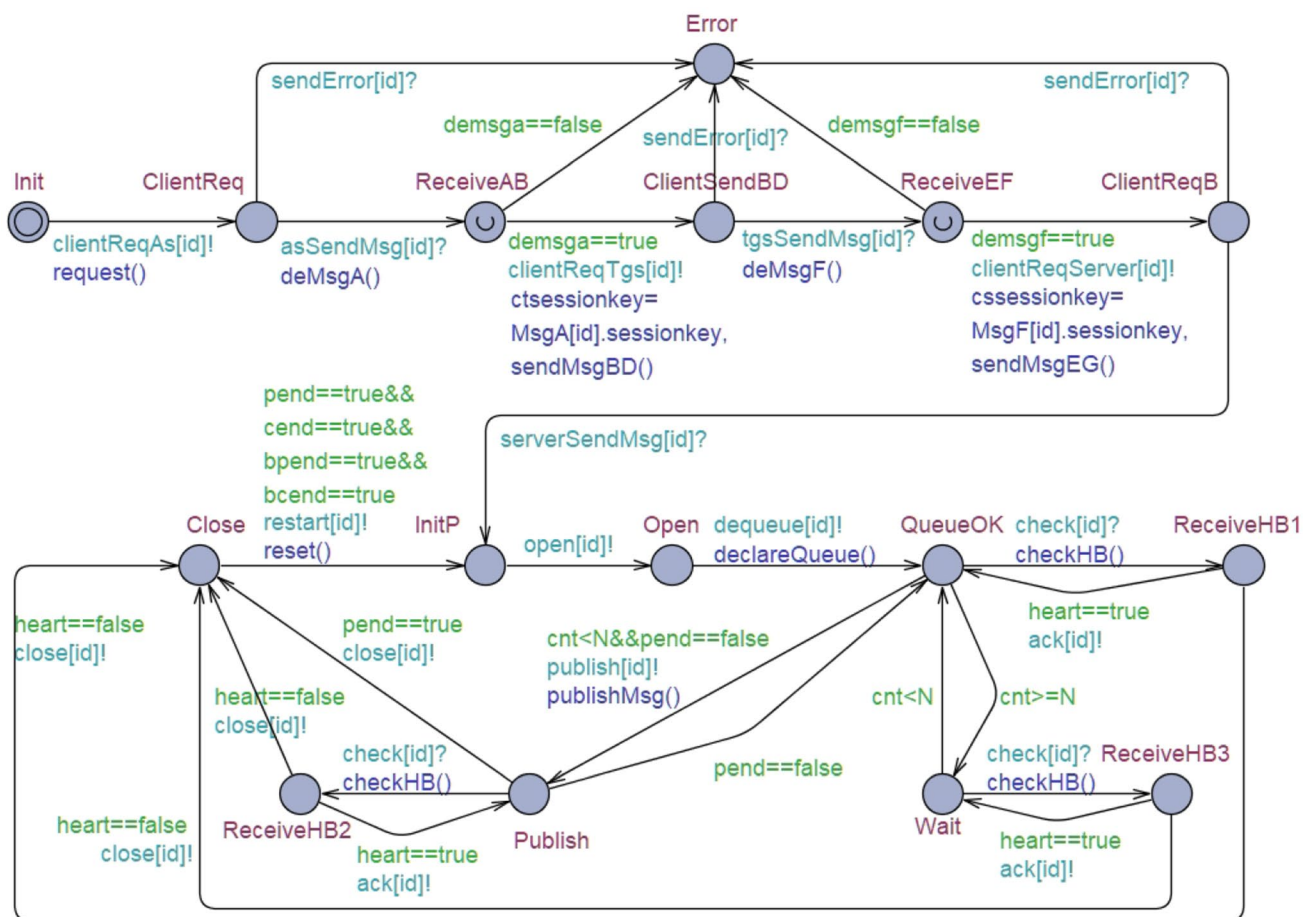 Error
sendError[id]?
sendError[id]?
demsga==false
sendError[id]?
demsgf==false
Init
ClientReq
ReceiveAB
ClientSendBD
ReceiveEF
ClientReqB
clientReqAs[id]!
request()
asSendMsg[id]?
deMsgA()
demsga==true
clientReqTgs[id]!
ctsessionkey=
MsgA[id].sessionkey,
sendMsgBD()
tgsSendMsg[id]?
deMsgF()
demsgf==true
clientReqServer[id]!
cssessionkey=
MsgF[id].sessionkey,
sendMsgEG()
pend==true&&
cend==true&&
bpend==true&&
bcend==true
restart[id]!
reset()
serverSendMsg[id]?
Close
InitP
Open
QueueOK
ReceiveHB1
open[id]!
dequeue[id]!
declareQueue()
check[id]?
checkHB()
heart==true
ack[id]!
heart==false
close[id]!
pend==true
close[id]!
cnt<N&&pend==false
publish[id]!
publishMsg()
heart==false
close[id]!
cnt<N
cnt>=N
check[id]?
checkHB()
pend==false
check[id]?
checkHB()
ReceiveHB3
ReceiveHB2
Publish
Wait
heart==false
close[id]!
heart==true
ack[id]!
heart==true
ack[id]!